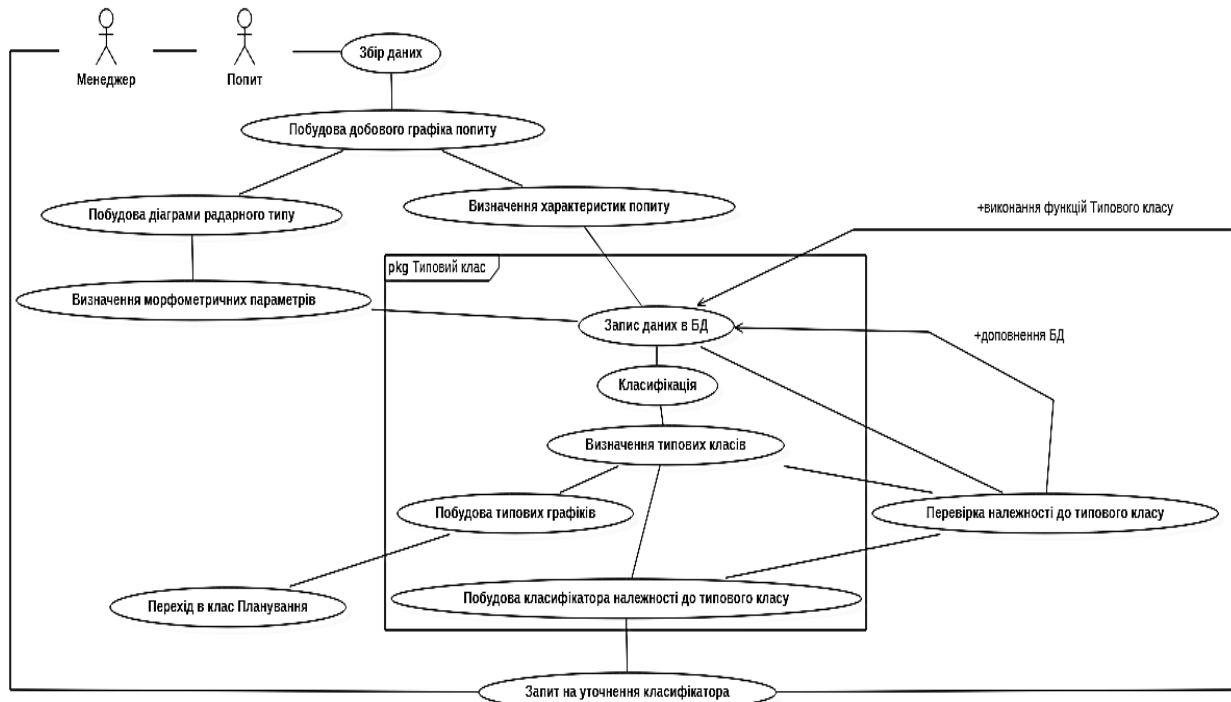 Збір даних
Менеджер
Попит
Побудова добового графіка попиту
Побудова діаграми радарного типу
Визначення характеристик попиту
+виконання функцій Типового класу
pkg Типовий клас
Визначення морфометричних параметрів
Запис даних в БД
+доповнення БД
Класифікація
Визначення типових класів
Побудова типових графіків
Перевірка належності до типового класу
Перехід в клас Планування
Побудова класифікатора належності до типового класу
Запит на уточнення класифікатора